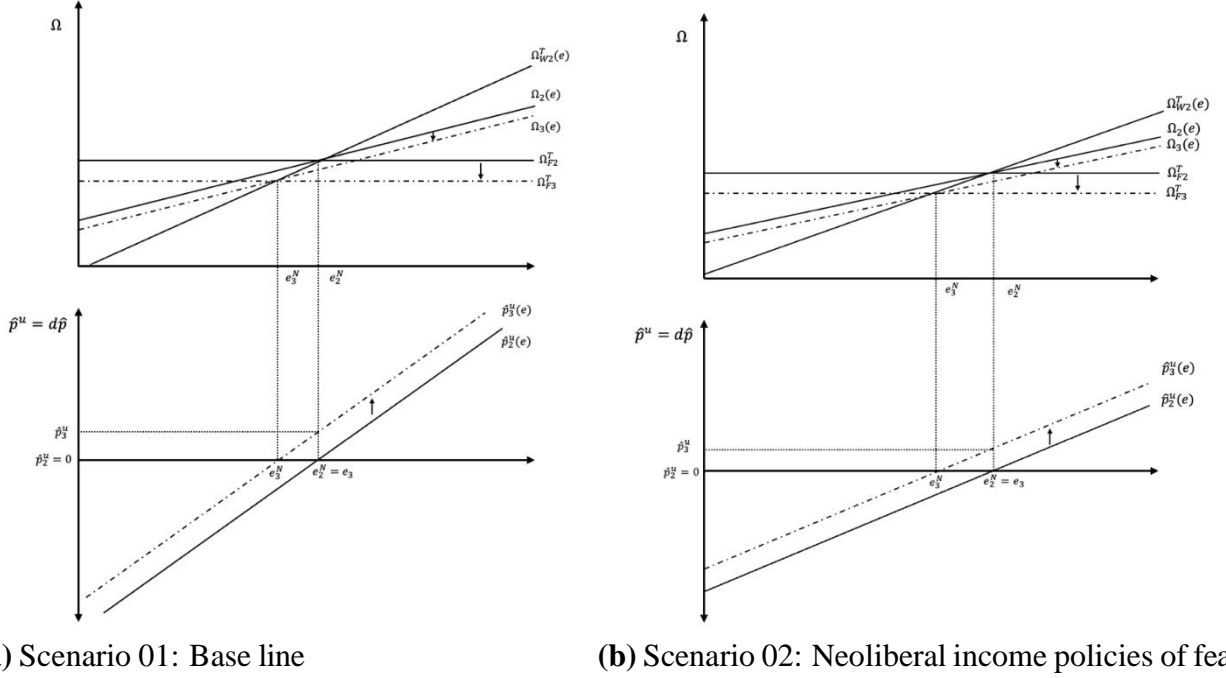 Ω
Ω^T_{W2}(e)
Ω_2(e)
Ω_3(e)
Ω^T_{F2}
Ω^T_{F3}
e^N_3
e^N_2
p̂^u = dp̂
p̂^u_3(e)
p̂^u_2(e)
p̂^u_3
p̂^u_2 = 0
e^N_3
e^N_2 = e_3
) Scenario 01: Base line
Ω
Ω^T_{W2}(e)
Ω_2(e)
Ω_3(e)
Ω^T_{F2}
Ω^T_{F3}
e^N_3
e^N_2
p̂^u = dp̂
p̂^u_3(e)
p̂^u_2(e)
p̂^u_3
p̂^u_2 = 0
e^N_3
e^N_2 = e_3
(b) Scenario 02: Neoliberal income policies of fea